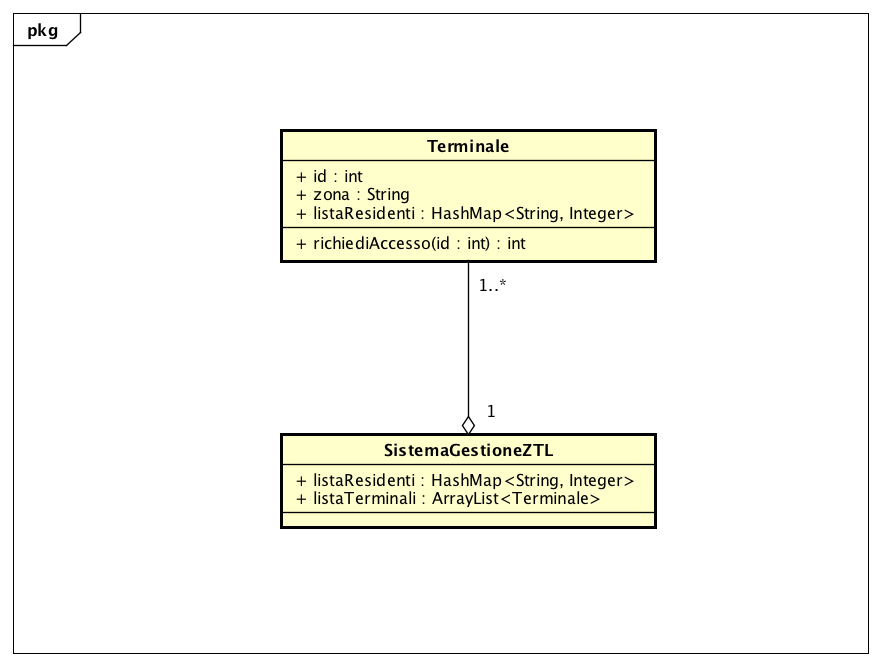 pkg
Terminale
+ id : int
+ zona : String
+ listaResidenti : HashMap<String, Integer>
+ richiediAccesso(id : int) : int
1..*
1
SistemaGestioneZTL
+ listaResidenti : HashMap<String, Integer>
+ listaTerminali : ArrayList<Terminale>